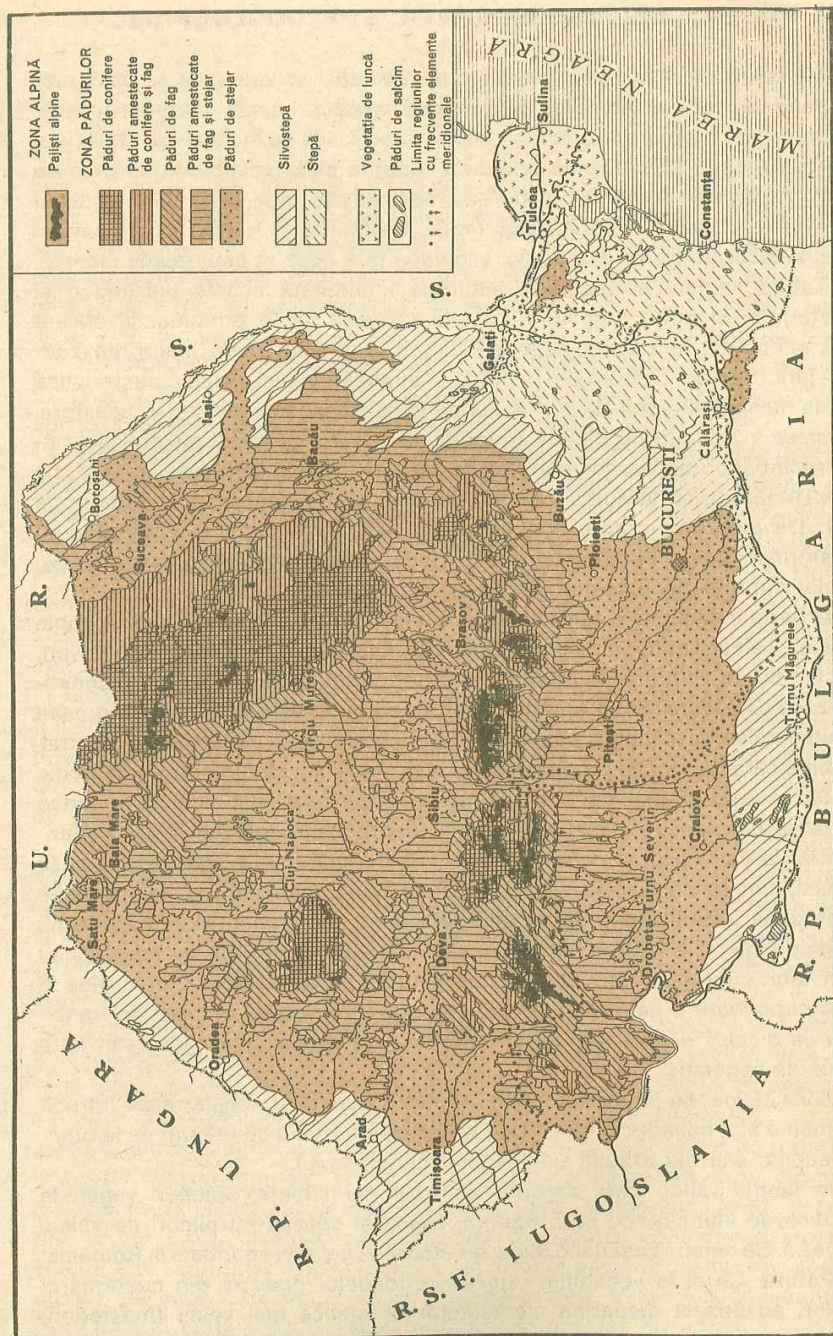 ZONA ALPINĂ
Pajiști alpine
ZONA PĂDURILOR
Păduri de conifere
Păduri amestecate
de conifere și fag
Păduri de fag
Păduri amestecate
de fag și stejar
Păduri de stejar
Silvostepă
Stepă
Vegetația de luncă
Păduri de salcîm
Limita regiunilor
cu frecvente elemente
meridionale
U. R. S. S.
R. P. UNGARĂ
R. S. F. IUGOSLAVIA
R. P. BULGARIA
MAREA NEAGRĂ
Satu Mare
Baia Mare
Suceava
Botoșani
Iași
Oradea
Cluj-Napoca
Tîrgu Mureș
Bacău
Arad
Timișoara
Deva
Sibiu
Brașov
Galați
Tulcea
Sulina
Buzău
Ploiești
Pitești
Drobeta-Turnu Severin
Craiova
BUCUREȘTI
Călărași
Constanța
Turnu Măgurele